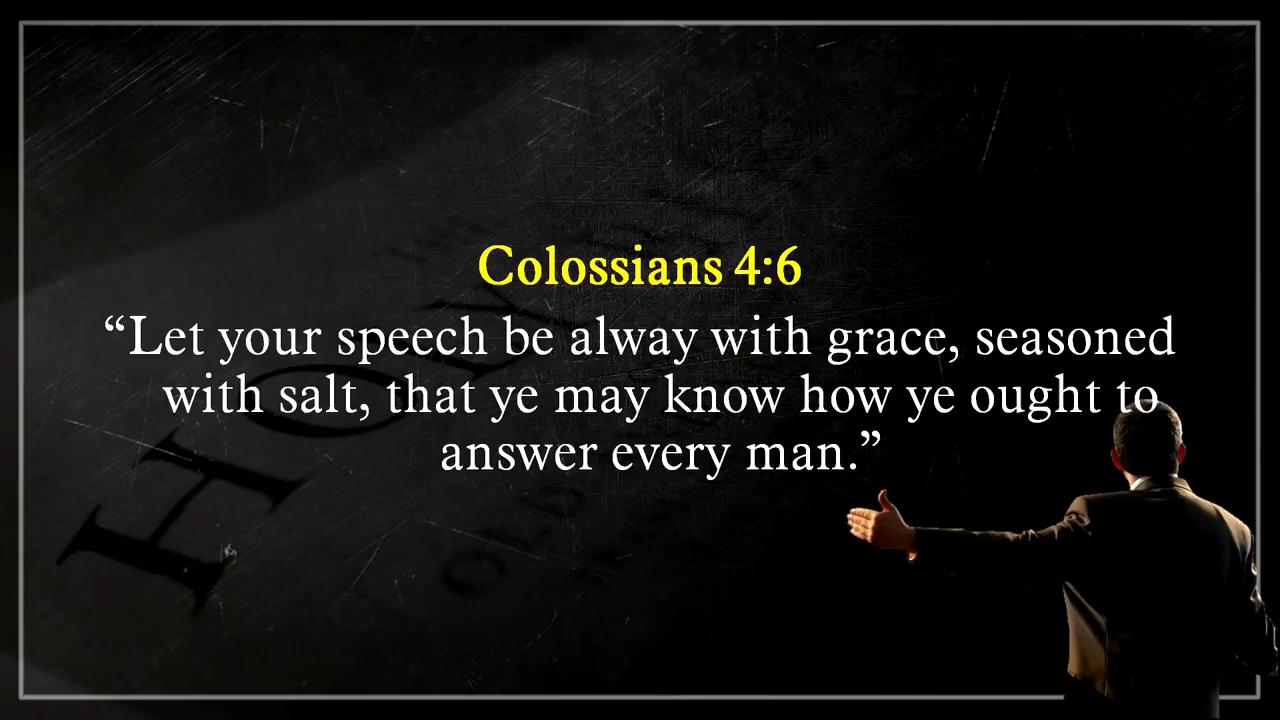 Colossians 4:6
“Let your speech be alway with grace, seasoned
with salt, that ye may know how ye ought to
answer every man.”
HOLY